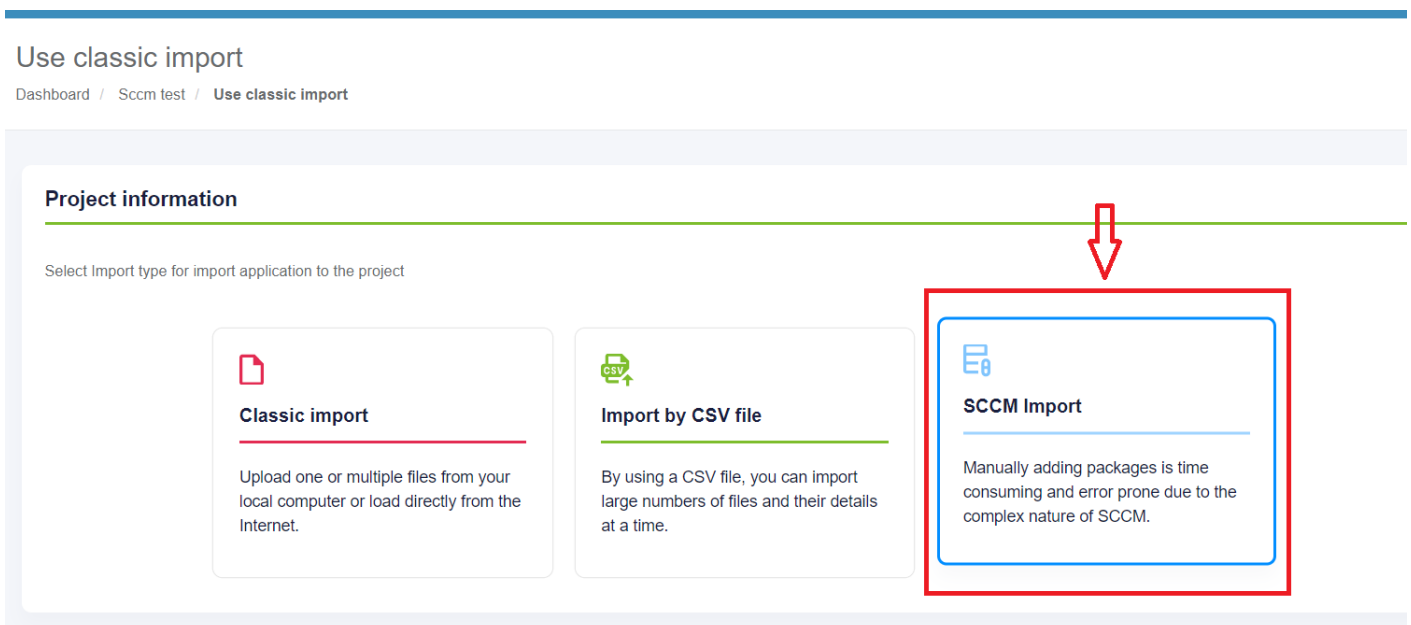 Use classic import
Dashboard / Sccm test / Use classic import
Project information
Select Import type for import application to the project
Classic import
Upload one or multiple files from your
local computer or load directly from the
Internet.
CSV
Import by CSV file
By using a CSV file, you can import
large numbers of files and their details
at a time.
SCCM Import
Manually adding packages is time
consuming and error prone due to the
complex nature of SCCM.